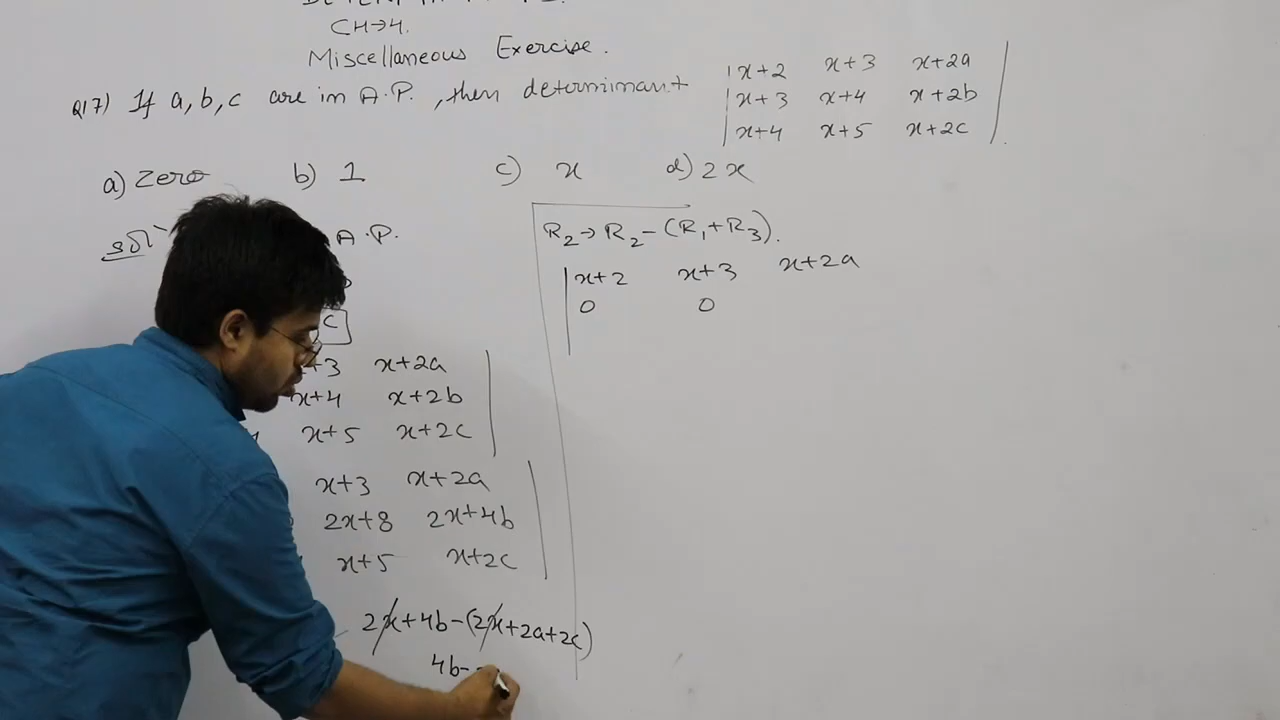 CH→4.
Miscellaneous Exercise.
Q17) If a, b, c are in A.P., then determinant
x+2 x+3 x+2a
x+3 x+4 x+2b
x+4 x+5 x+2c
a) Zero b) 1 c) x d) 2x
solⁿ A.P.
c
+3 x+2a
x+4 x+2b
x+5 x+2c
x+3 x+2a
2x+8 2x+4b
x+5 x+2c
2x+4b-(2x+2a+2c)
4b-
R₂→R₂-(R₁+R₃).
x+2 x+3 x+2a
0 0